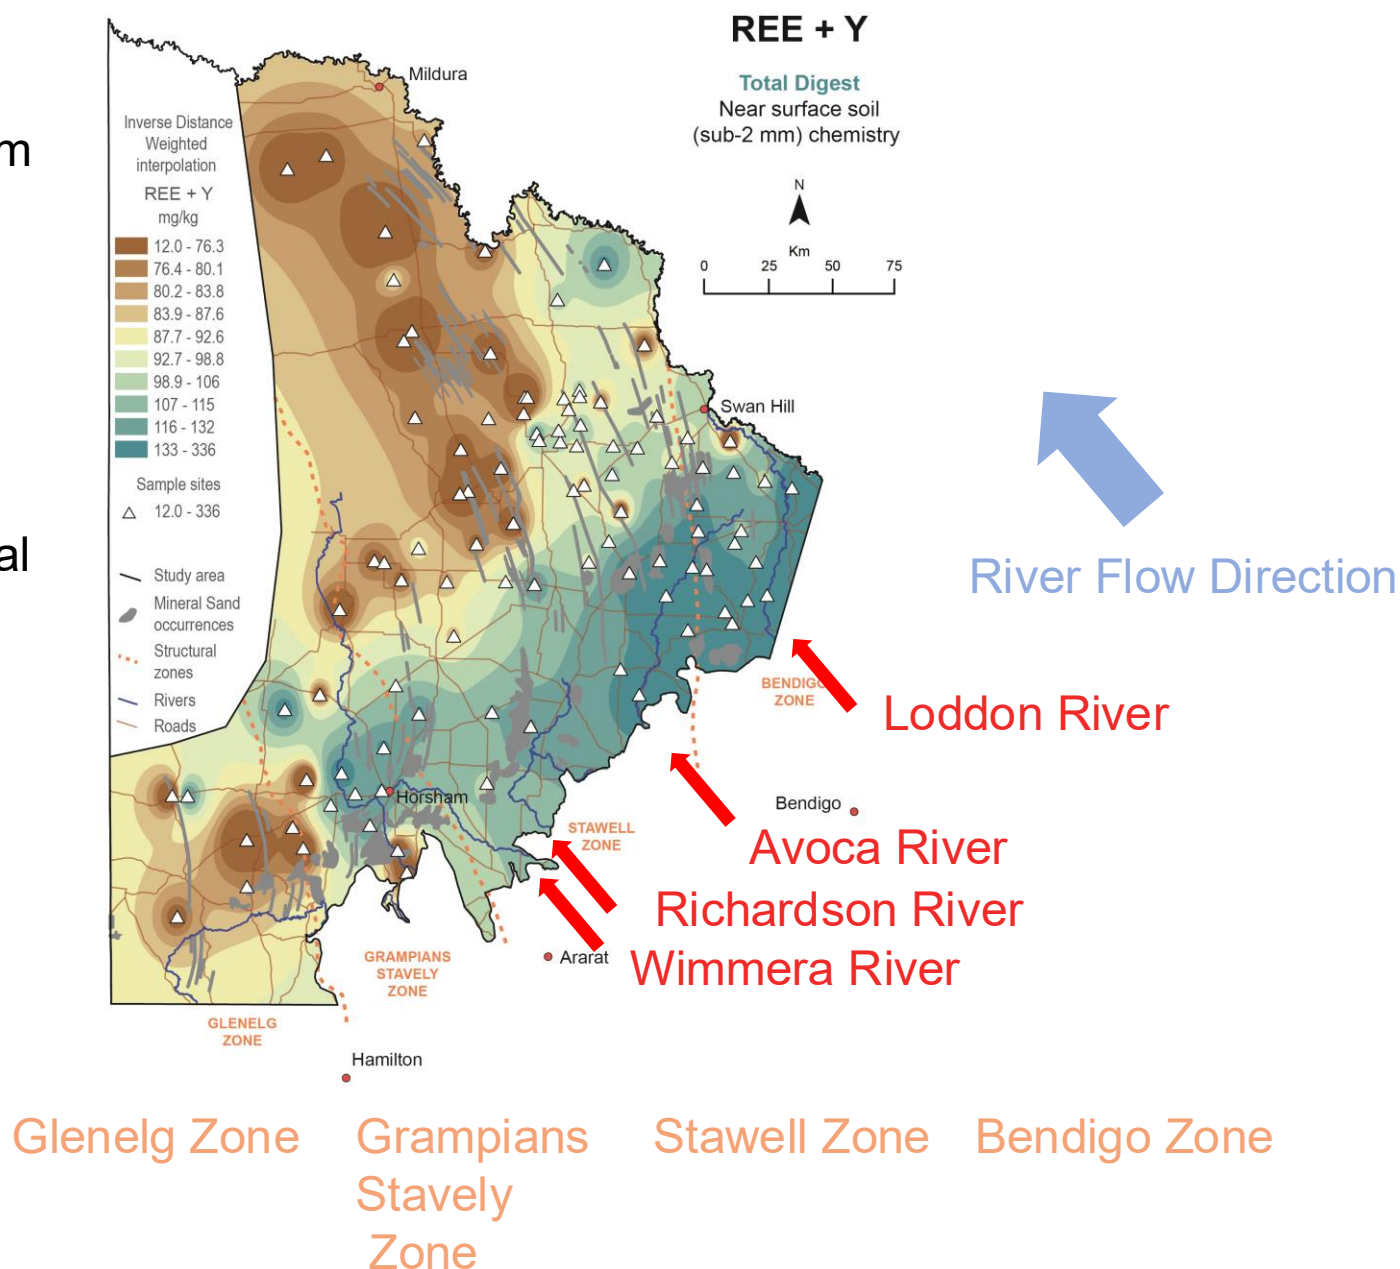 REE + Y
Total Digest
Near surface soil
(sub-2 mm) chemistry
N
Km
0 25 50 75
m
al
Inverse Distance
Weighted
interpolation
REE + Y
mg/kg
12.0 - 76.3
76.4 - 80.1
80.2 - 83.8
83.9 - 87.6
87.7 - 92.6
92.7 - 98.8
98.9 - 106
107 - 115
116 - 132
133 - 336
Sample sites
12.0 - 336
Study area
Mineral Sand
occurrences
Structural
zones
Rivers
Roads
Mildura
Swan Hill
River Flow Direction
BENDIGO
ZONE
Loddon River
Horsham
Bendigo
STAWELL
ZONE
Avoca River
Richardson River
Wimmera River
Ararat
GRAMPIANS
STAVELY
ZONE
GLENELG
ZONE
Hamilton
Glenelg Zone
Grampians
Stavely
Zone
Stawell Zone
Bendigo Zone